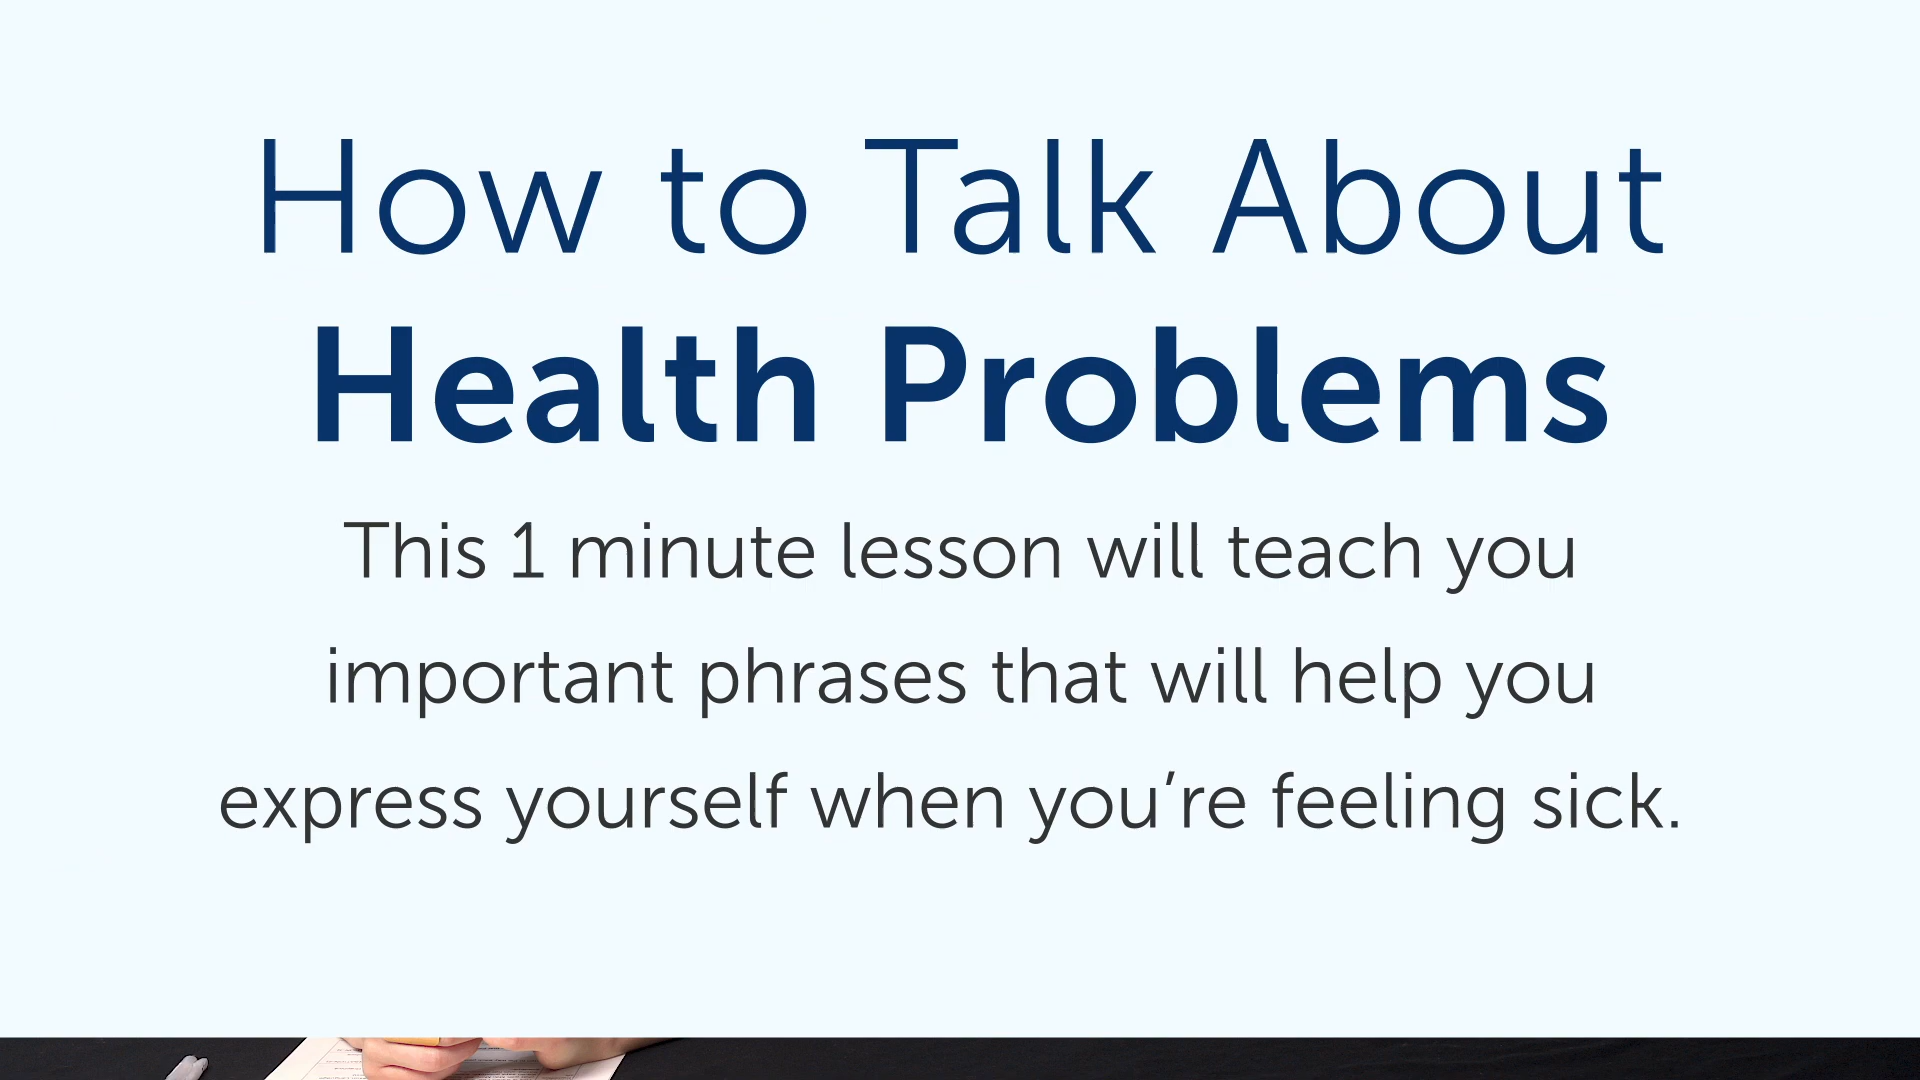 How to Talk About
Health Problems
This 1 minute lesson will teach you
important phrases that will help you
express yourself when you’re feeling sick.